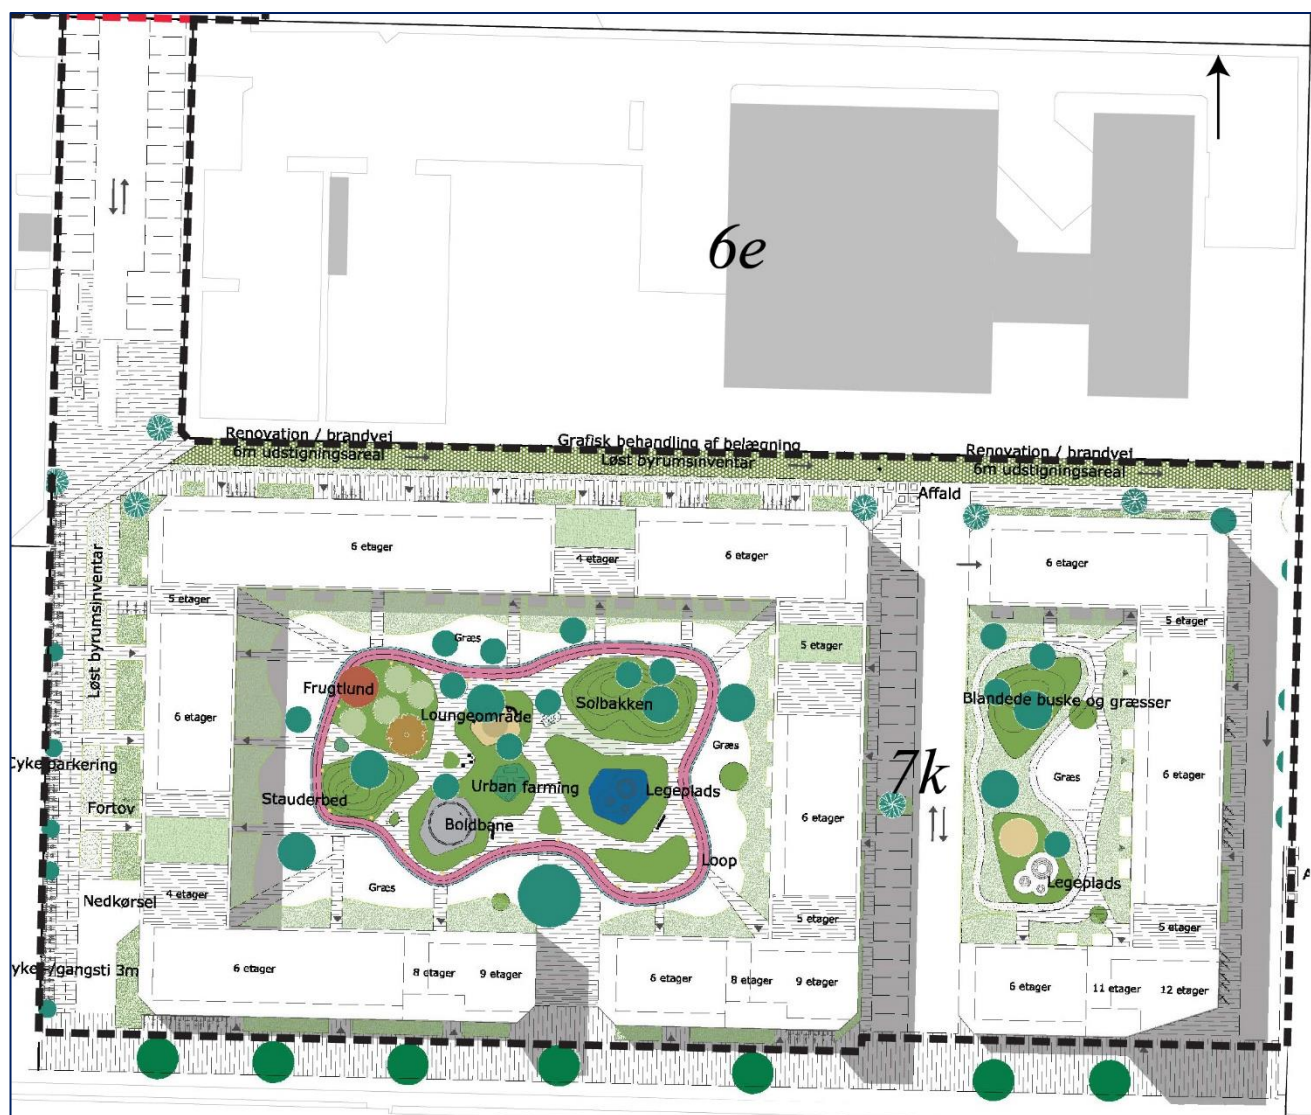 6e
Renovation / brandvej
6m udstigningsareal
Grafisk behandling af belægning
Løst byrumsinventar
Renovation / brandvej
6m udstigningsareal
Affald
6 etager
4 etager
6 etager
6 etager
5 etager
Løst byrumsinventar
5 etager
5 etager
Græs
Frugtlund
Loungeområde
Solbakken
Blandede buske og græsser
6 etager
Græs
7k
Cykelparkering
Fortov
Stauderbed
Urban farming
Legeplads
Græs
6 etager
Boldbane
6 etager
Loop
Græs
Legeplads
Nedkørsel
4 etager
5 etager
5 etager
A
ykel-/gangsti 3m
6 etager
8 etager
9 etager
6 etager
8 etager
9 etager
6 etager
11 etager
12 etager